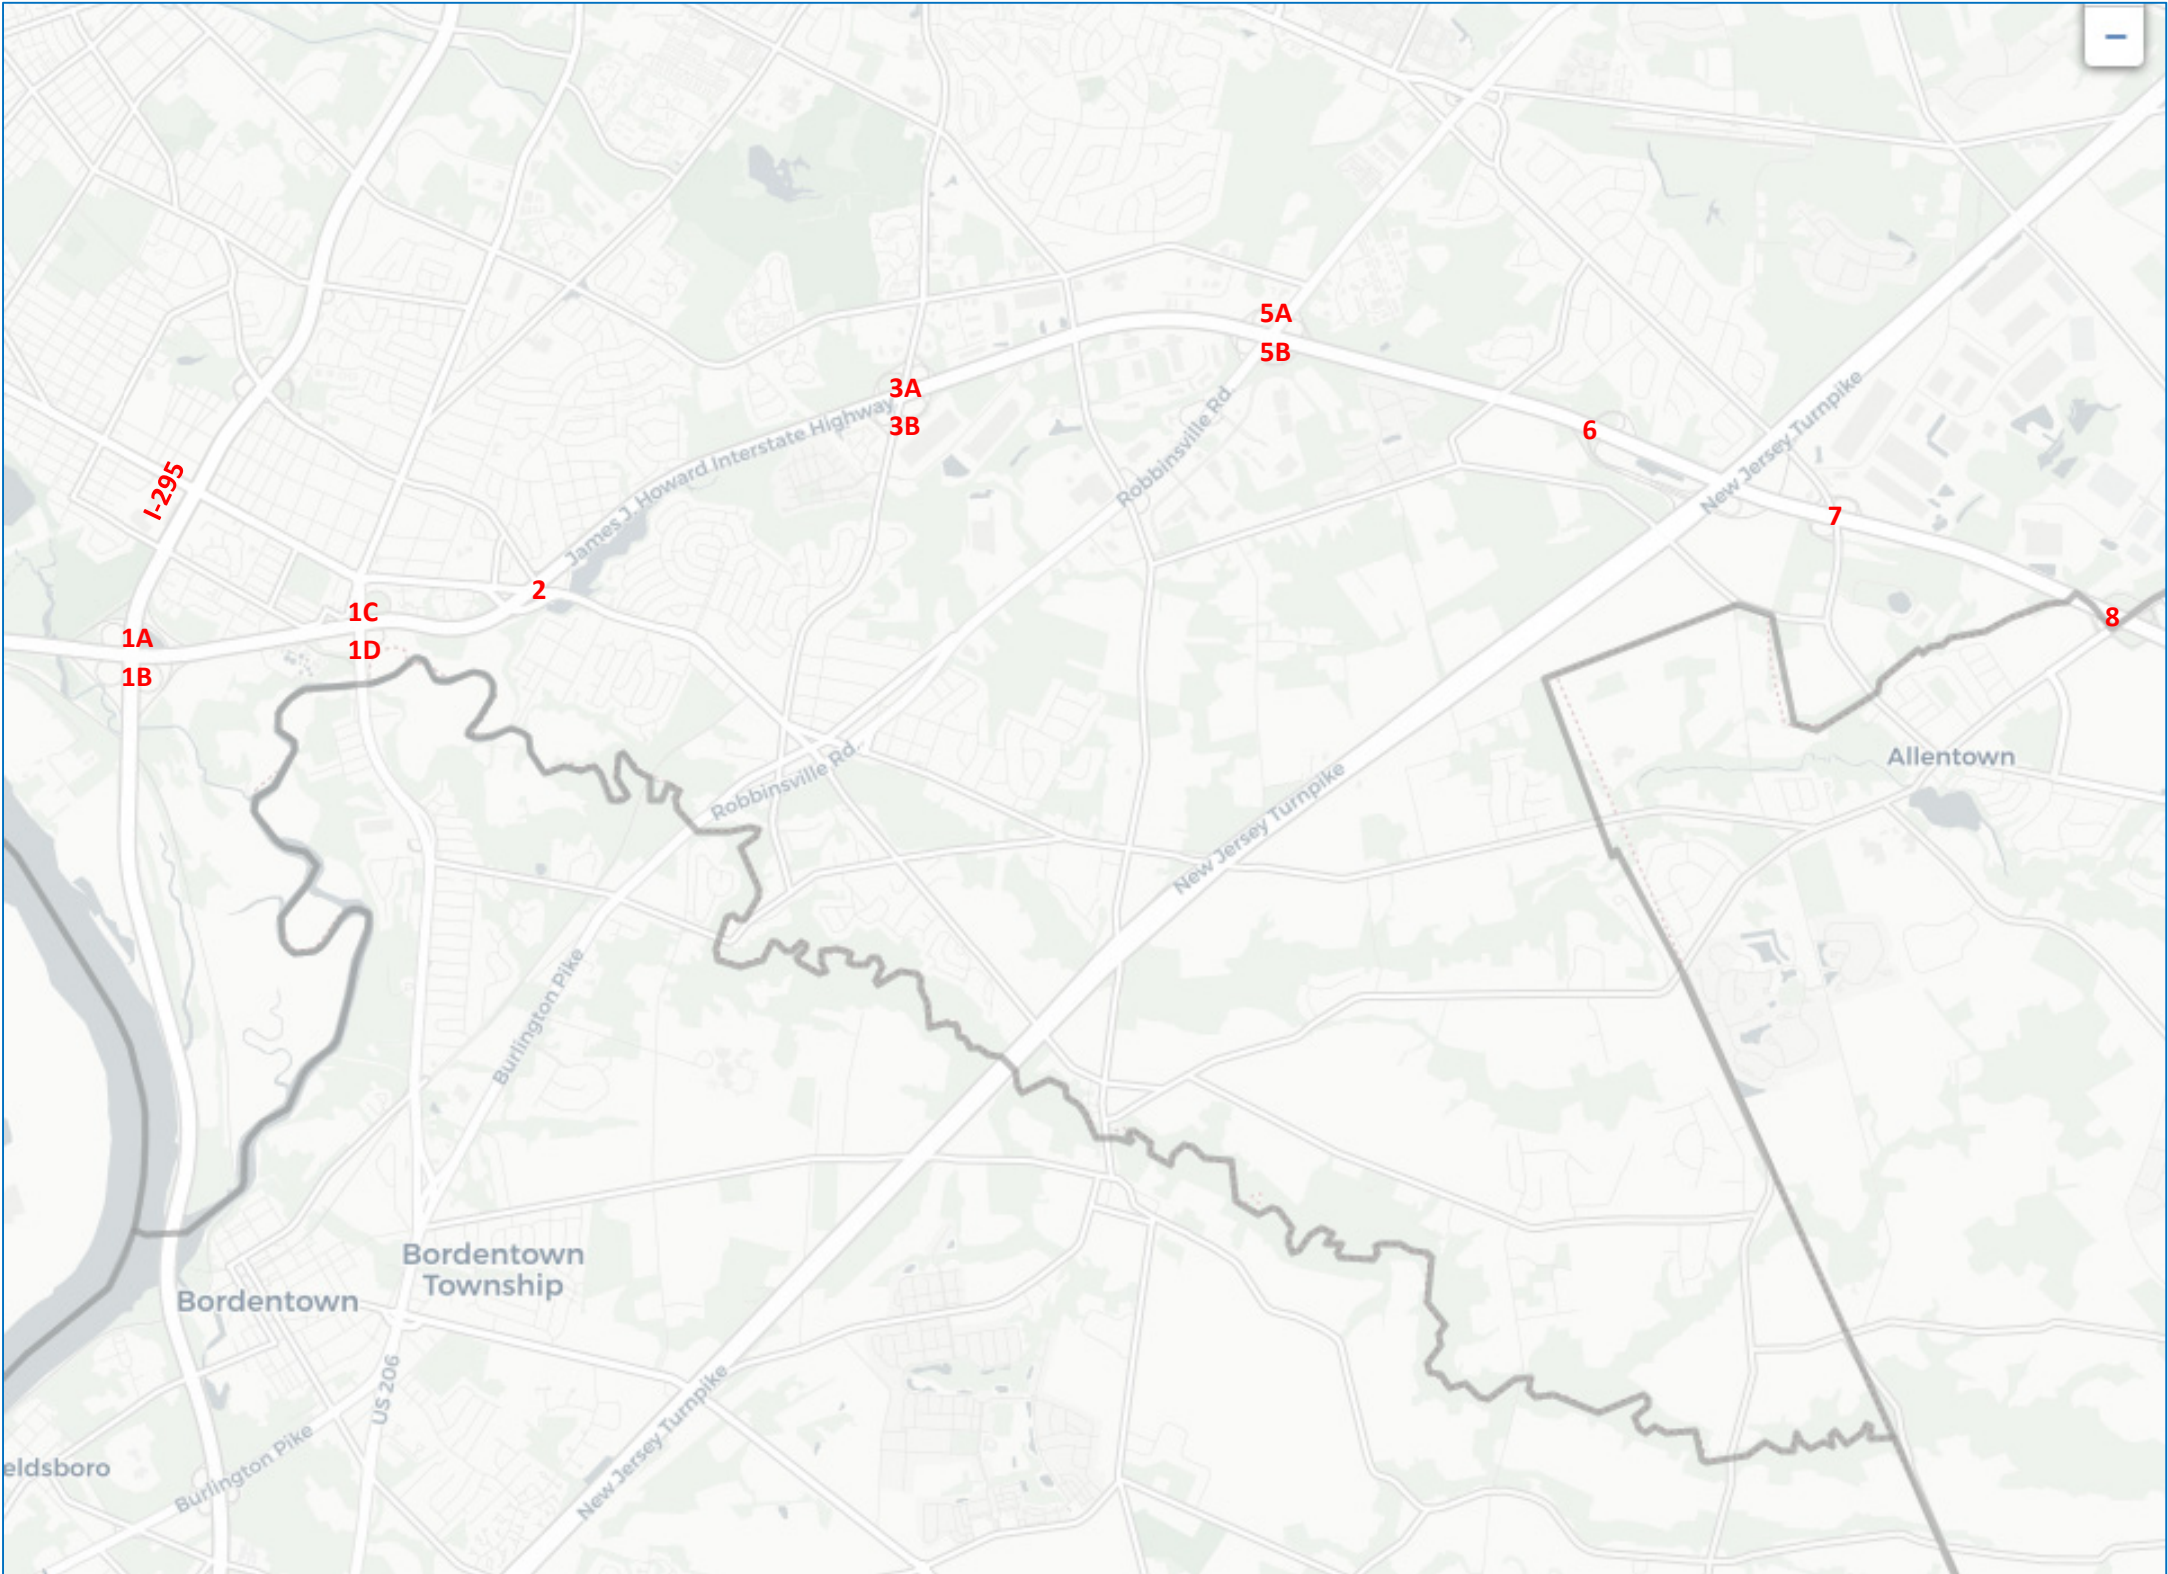 −
5A
5B
3A
3B
James J. Howard Interstate Highway
Robbinsville Rd.
6
New Jersey Turnpike
7
I-295
2
1C
1D
1A
1B
8
Allentown
Robbinsville Rd.
New Jersey Turnpike
Burlington Pike
Bordentown
Township
Bordentown
US 206
New Jersey Turnpike
Burlington Pike
eldsboro